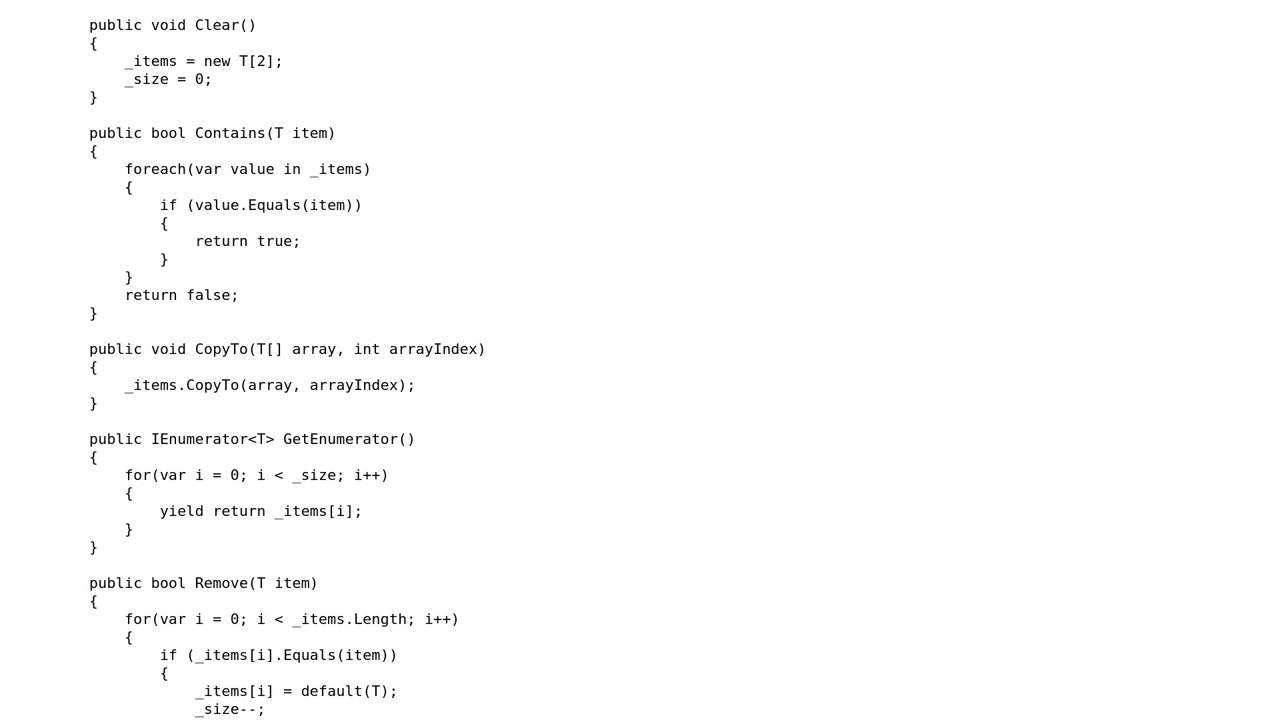 public void Clear()
{
    _items = new T[2];
    _size = 0;
}

public bool Contains(T item)
{
    foreach(var value in _items)
    {
        if (value.Equals(item))
        {
            return true;
        }
    }
    return false;
}

public void CopyTo(T[] array, int arrayIndex)
{
    _items.CopyTo(array, arrayIndex);
}

public IEnumerator<T> GetEnumerator()
{
    for(var i = 0; i < _size; i++)
    {
        yield return _items[i];
    }
}

public bool Remove(T item)
{
    for(var i = 0; i < _items.Length; i++)
    {
        if (_items[i].Equals(item))
        {
            _items[i] = default(T);
            _size--;